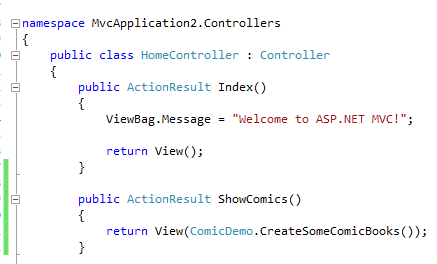 namespace MvcApplication2.Controllers
{
    public class HomeController : Controller
    {
        public ActionResult Index()
        {
            ViewBag.Message = "Welcome to ASP.NET MVC!";

            return View();
        }

        public ActionResult ShowComics()
        {
            return View(ComicDemo.CreateSomeComicBooks());
        }